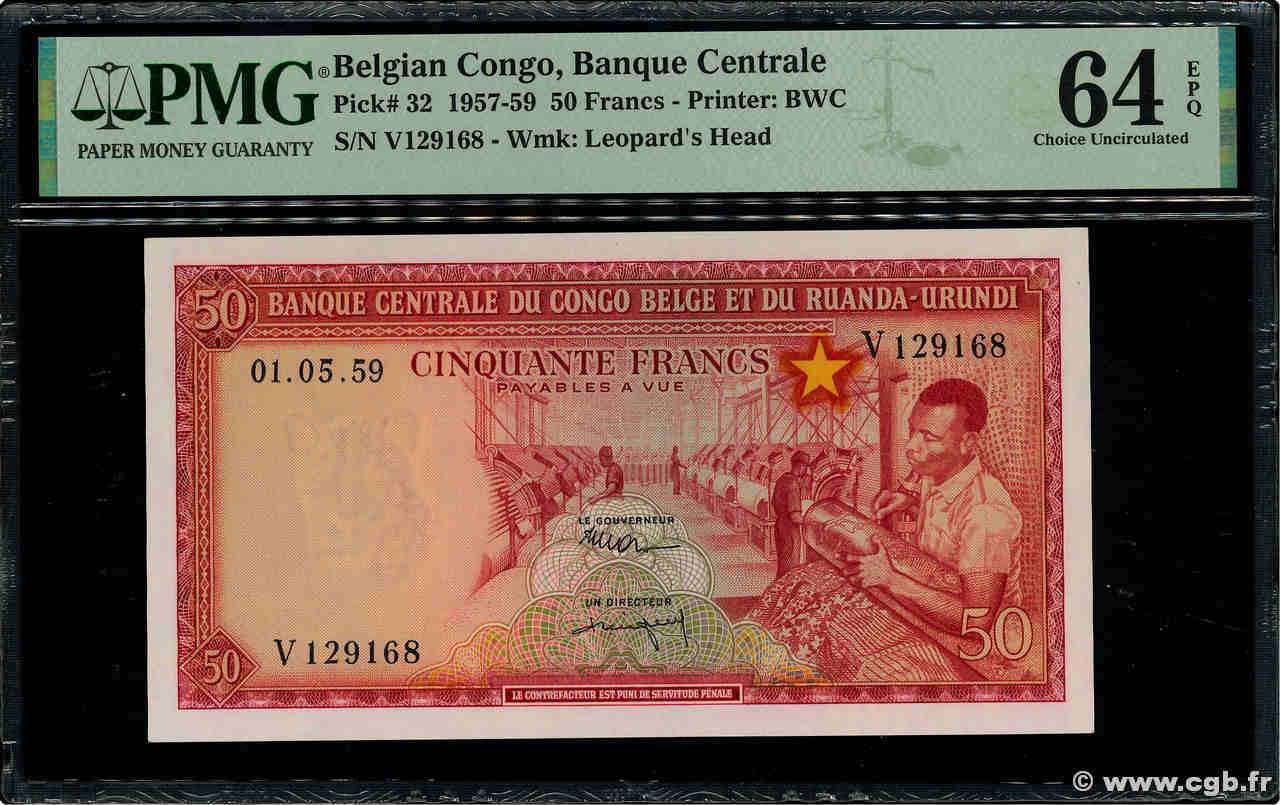 PMG®
PAPER MONEY GUARANTY
Belgian Congo, Banque Centrale
Pick# 32 1957-59 50 Francs - Printer: BWC
S/N V129168 - Wmk: Leopard's Head
64 EPQ
Choice Uncirculated
50 BANQUE CENTRALE DU CONGO BELGE ET DU RUANDA-URUNDI
01.05.59 CINQUANTE FRANCS V 129168
PAYABLES A VUE
LE GOUVERNEUR
UN DIRECTEUR
50 V 129168 50
LE CONTREFACTEUR EST PUNI DE SERVITUDE PÉNALE
© www.cgb.fr